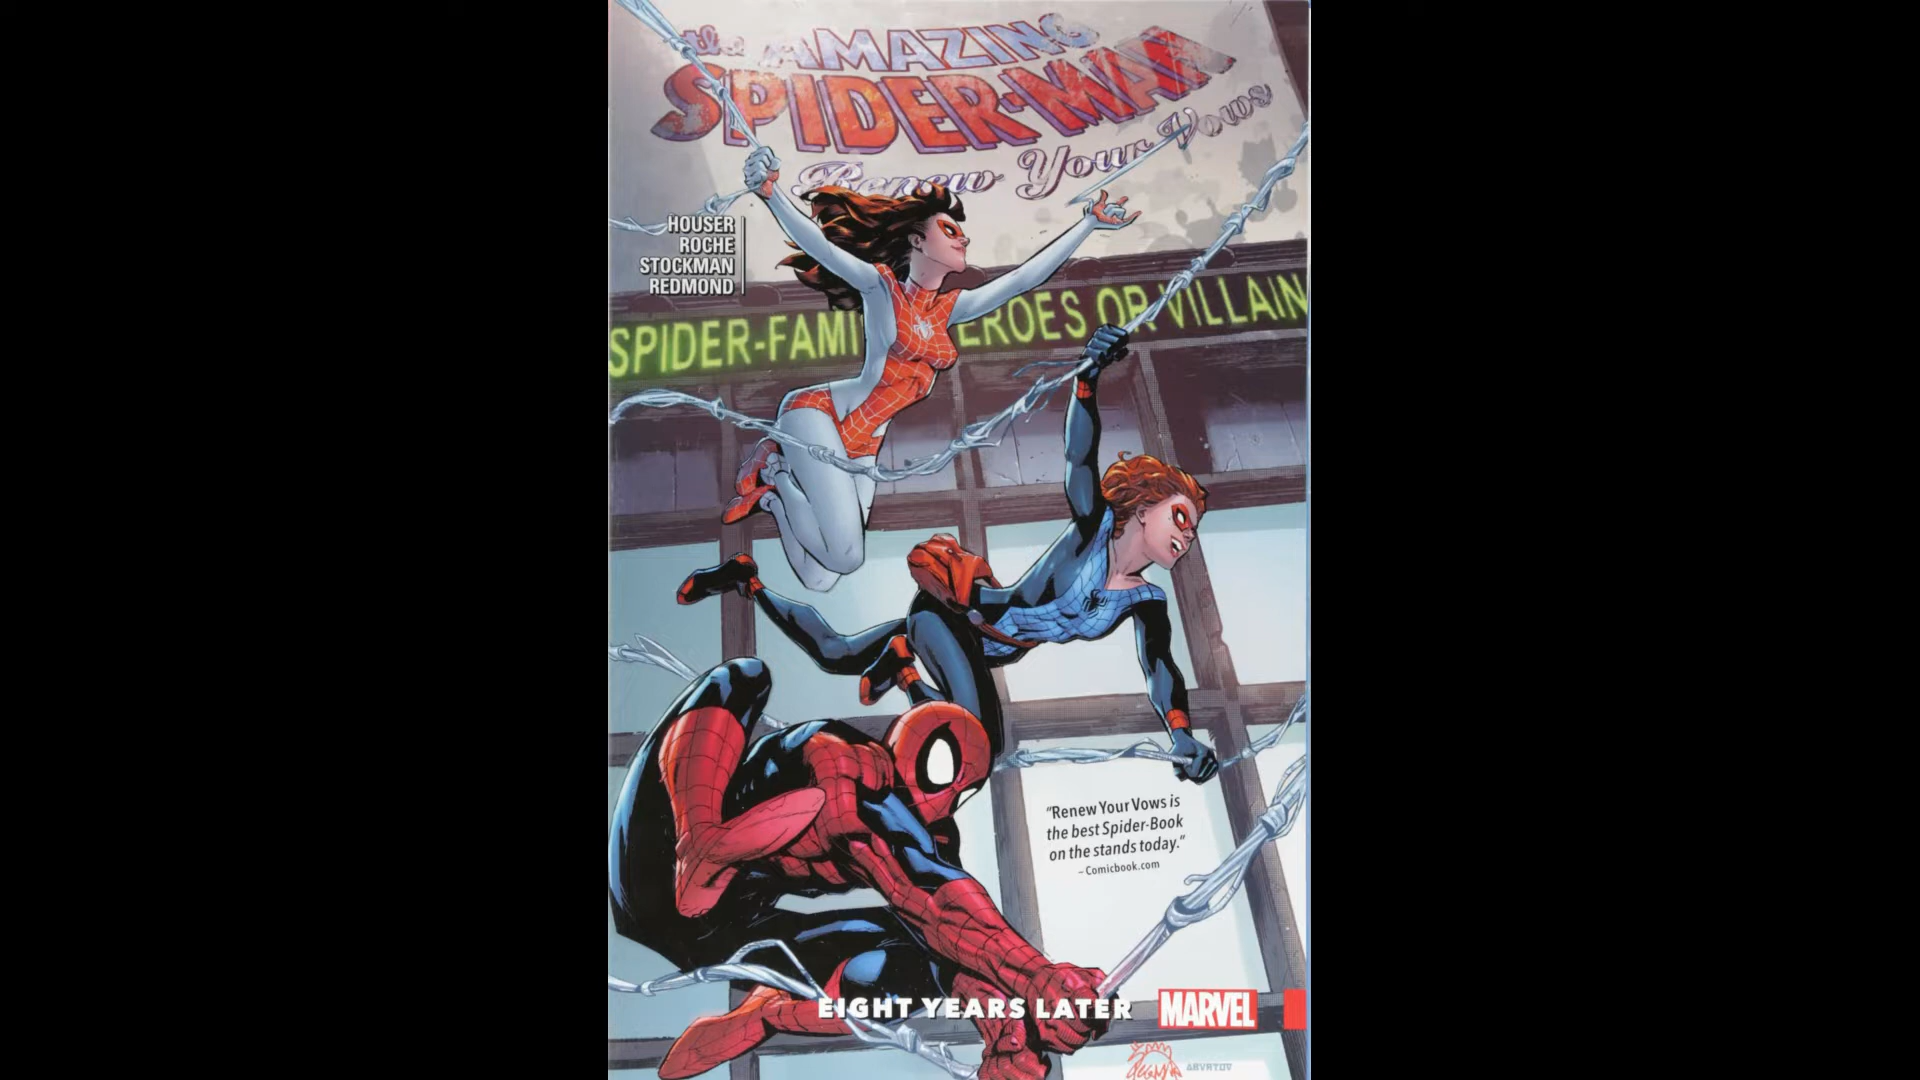 the AMAZING
SPIDER-MAN
Renew Your Vows
HOUSER
ROCHE
STOCKMAN
REDMOND
SPIDER-FAMI EROES OR VILLAIN
"Renew Your Vows is
the best Spider-Book
on the stands today."
– Comicbook.com
EIGHT YEARS LATER
MARVEL